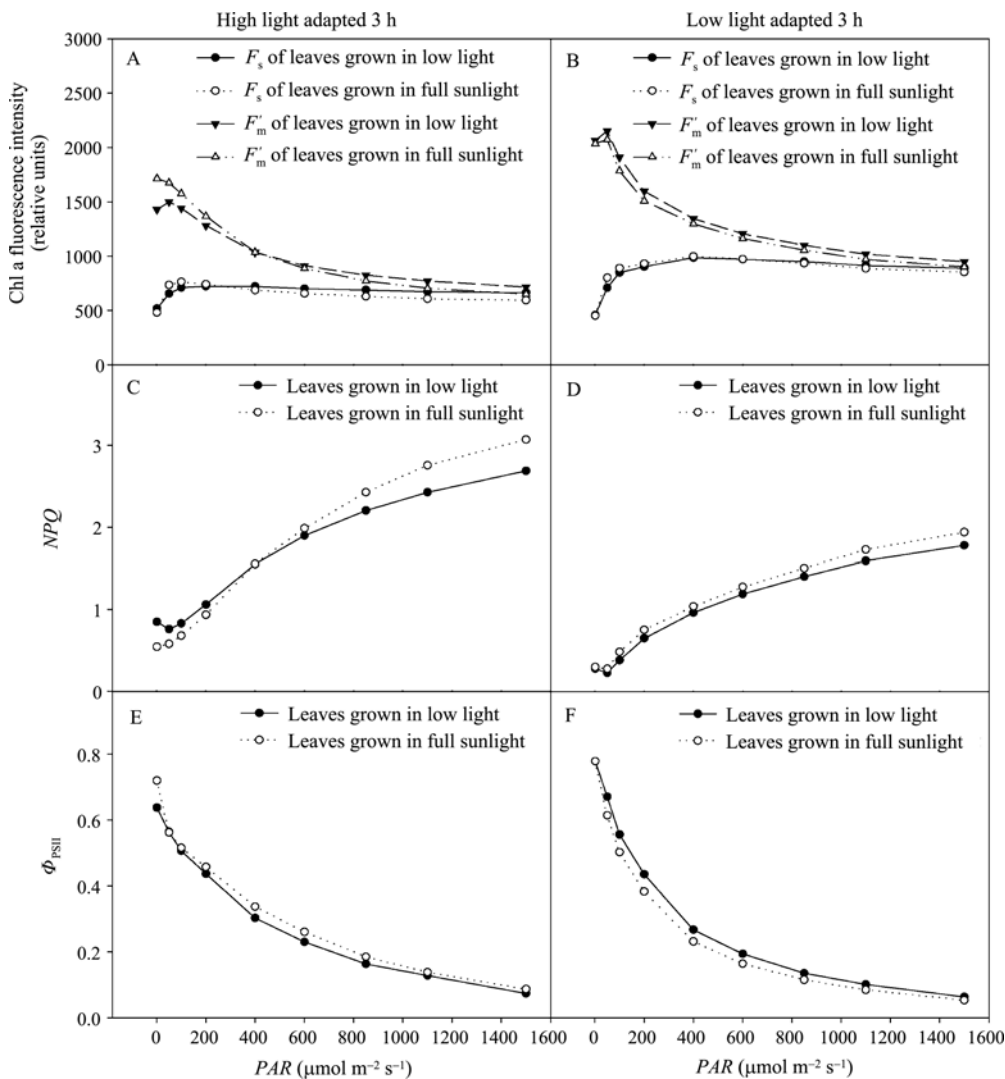 High light adapted 3 h
Low light adapted 3 h
Chl a fluorescence intensity
(relative units)
3000
2500
2000
1500
1000
500
0
A
Fs of leaves grown in low light
Fs of leaves grown in full sunlight
F′m of leaves grown in low light
F′m of leaves grown in full sunlight
B
Fs of leaves grown in low light
Fs of leaves grown in full sunlight
F′m of leaves grown in low light
F′m of leaves grown in full sunlight
NPQ
3
2
1
0
C
Leaves grown in low light
Leaves grown in full sunlight
D
Leaves grown in low light
Leaves grown in full sunlight
ΦPSII
0.8
0.6
0.4
0.2
0.0
E
Leaves grown in low light
Leaves grown in full sunlight
F
Leaves grown in low light
Leaves grown in full sunlight
0 200 400 600 800 1000 1200 1400 1600
0 200 400 600 800 1000 1200 1400 1600
PAR (μmol m−2 s−1)
PAR (μmol m−2 s−1)